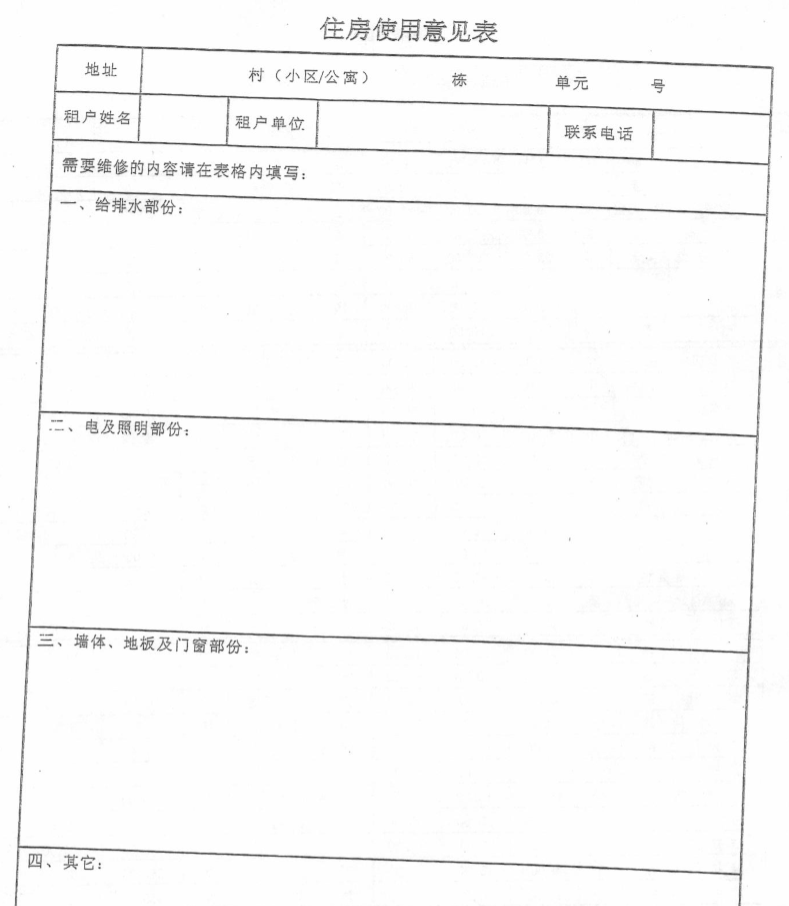 住房使用意见表
地址 村（小区/公寓） 栋 单元 号
租户姓名 租户单位 联系电话
需要维修的内容请在表格内填写：
一、给排水部份：
二、电及照明部份：
三、墙体、地板及门窗部份：
四、其它：